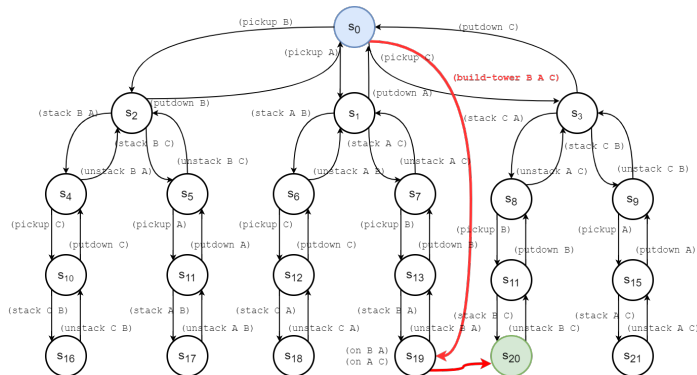 (pickup B)
s0
(putdown C)
(pickup A)
(pickup C)
(build-tower B A C)
(putdown B)
(putdown A)
(stack B A)
s2
(stack A B)
s1
(stack C A)
s3
(stack B C)
(stack A C)
(stack C B)
(unstack B C)
(unstack A C)
(unstack C B)
(unstack B A)
(unstack A B)
(unstack C A)
s4
s5
s6
s7
s8
s9
(pickup C)
(pickup A)
(pickup C)
(pickup B)
(pickup B)
(pickup A)
(putdown C)
(putdown A)
(putdown C)
(putdown B)
(putdown B)
(putdown A)
s10
s11
s12
s13
s11
s15
(stack C B)
(stack A B)
(stack C A)
(stack B A)
(stack B C)
(stack A C)
(unstack C B)
(unstack A B)
(unstack C A)
(unstack B A)
(unstack B C)
(unstack A C)
(on B A)
(on A C)
s16
s17
s18
s19
s20
s21